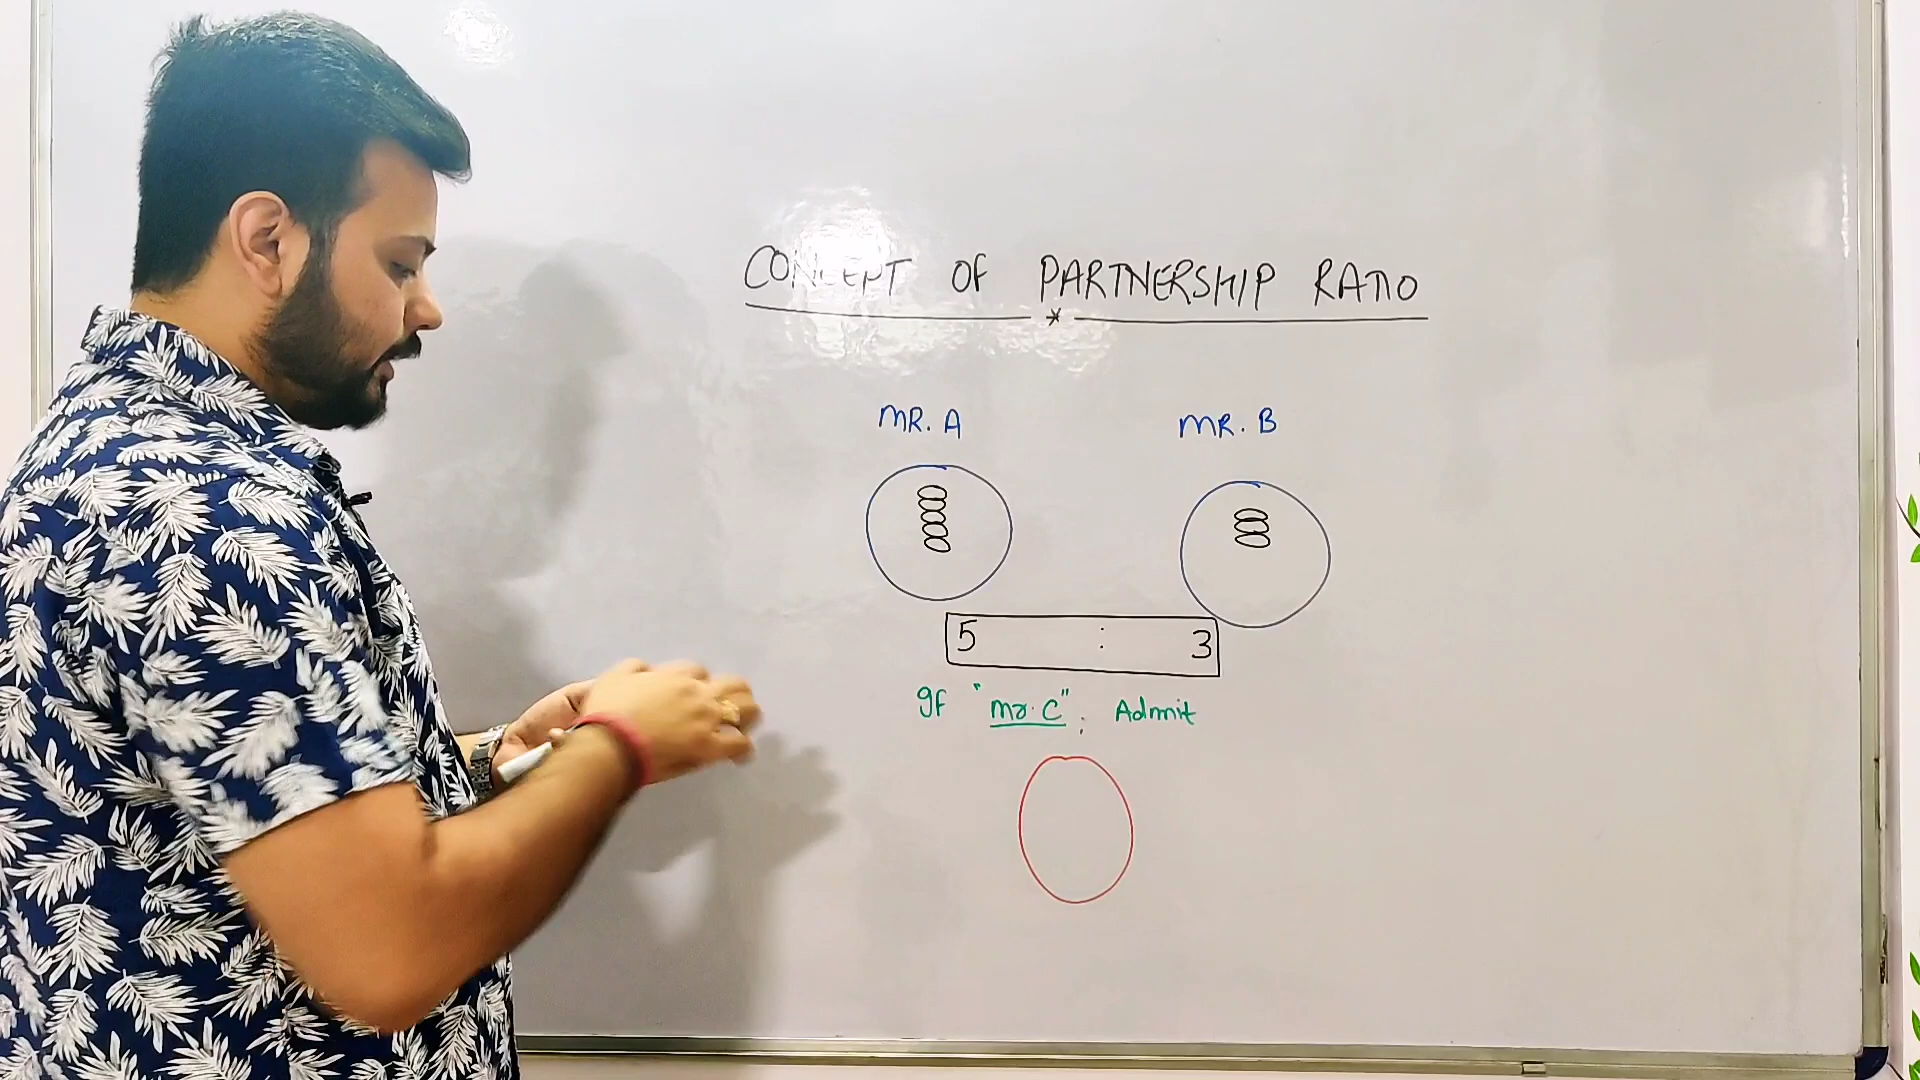 CONCEPT OF PARTNERSHIP RATIO
*
MR. A MR. B
5 : 3
If "Mr. C" ; Admit